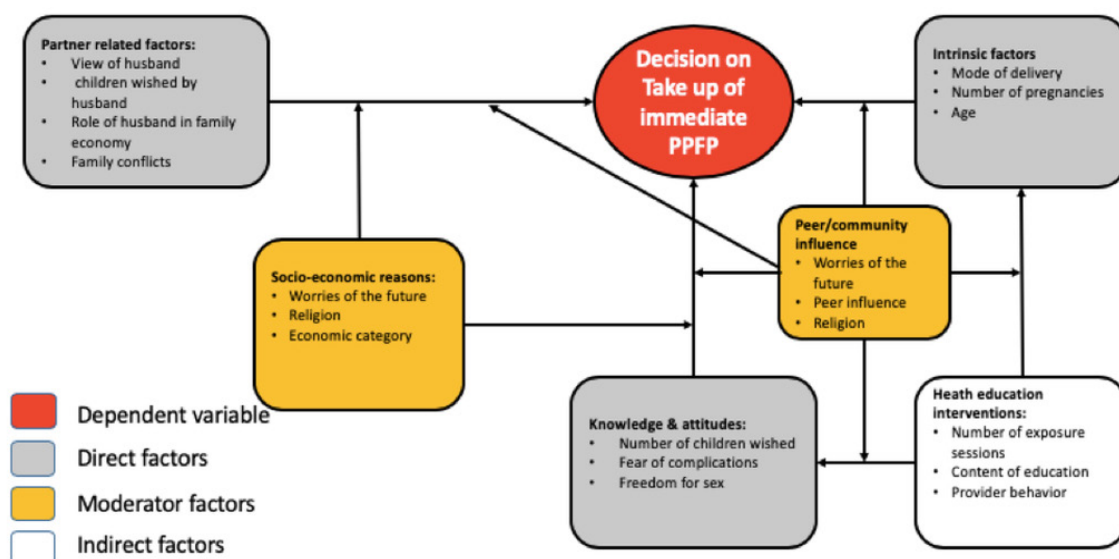 Partner related factors:
• View of husband
• children wished by
husband
• Role of husband in family
economy
• Family conflicts
Decision on
Take up of
immediate
PPFP
Intrinsic factors
• Mode of delivery
• Number of pregnancies
• Age
Socio-economic reasons:
• Worries of the future
• Religion
• Economic category
Peer/community
influence
• Worries of the
future
• Peer influence
• Religion
Knowledge & attitudes:
• Number of children wished
• Fear of complications
• Freedom for sex
Heath education
interventions:
• Number of exposure
sessions
• Content of education
• Provider behavior
Dependent variable
Direct factors
Moderator factors
Indirect factors